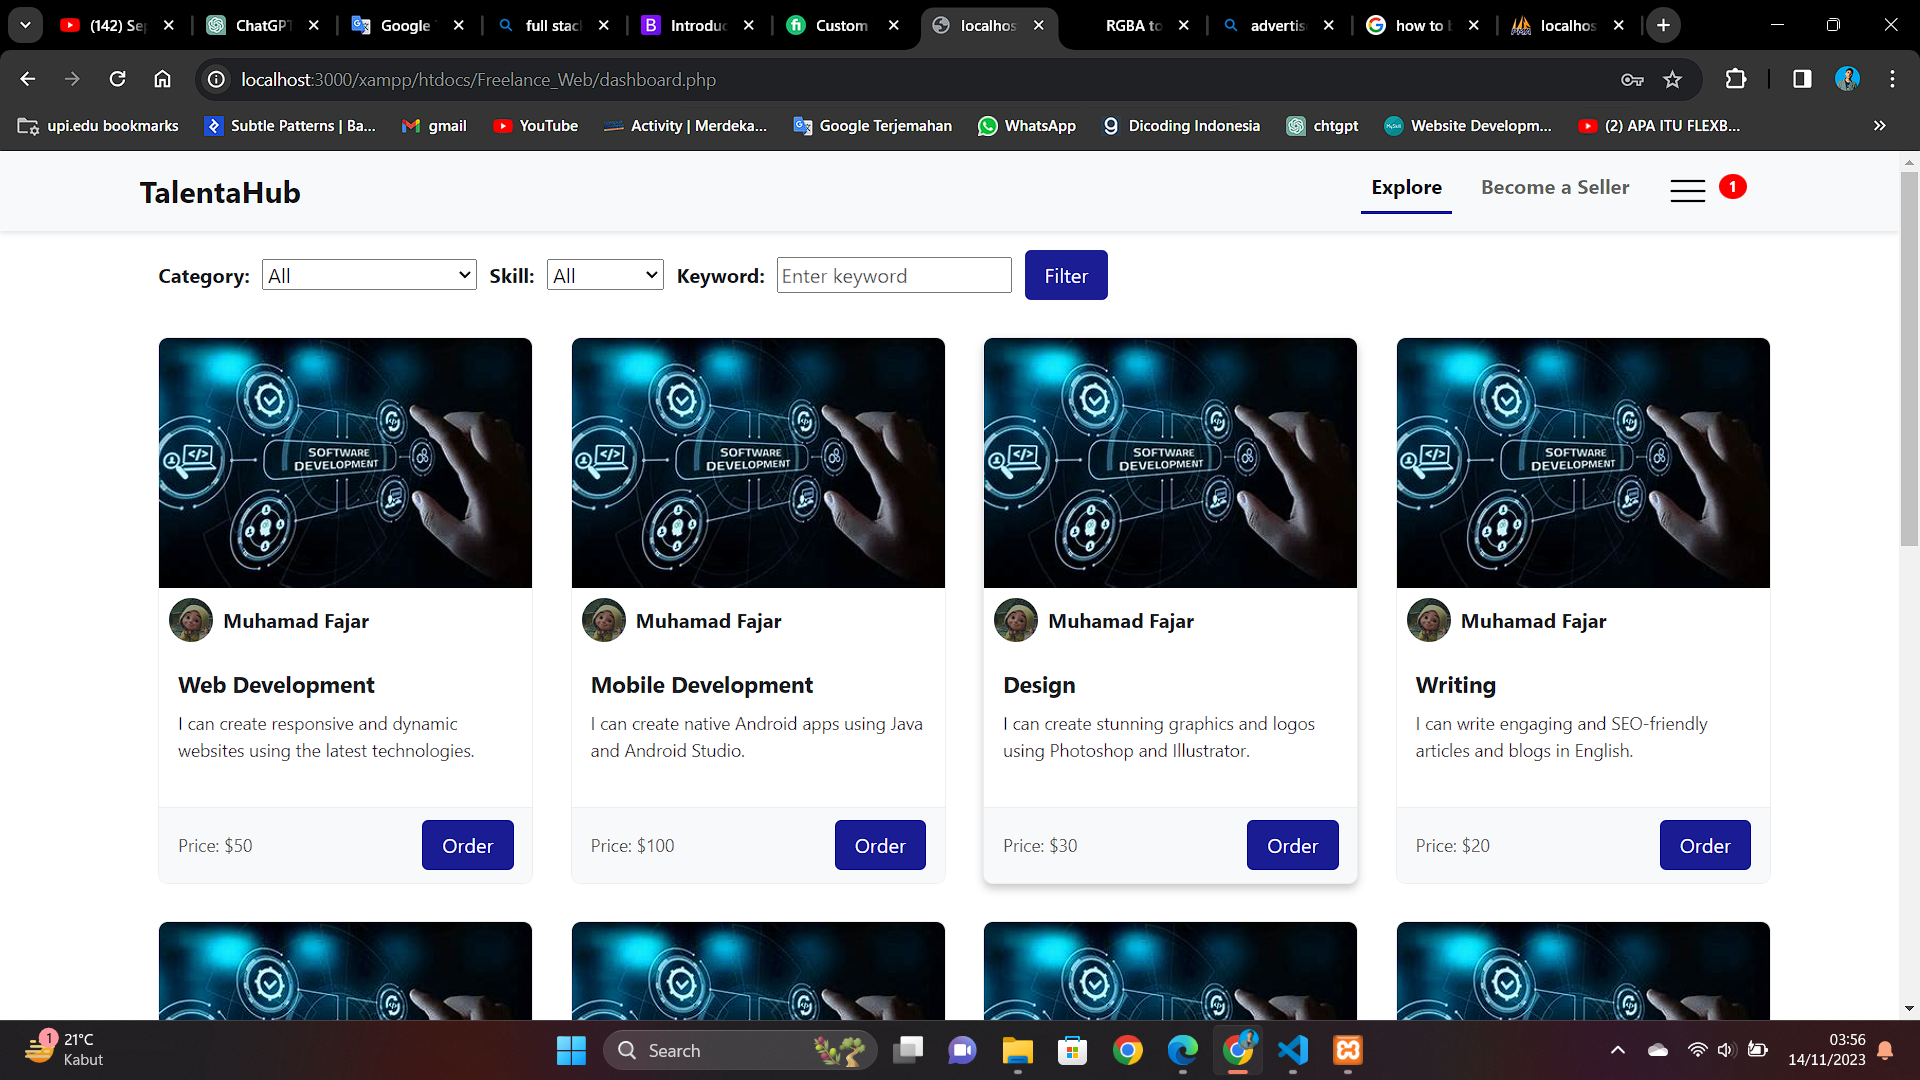 (142) Se
ChatGPT
Google
full stac
Introduc
Custom
localhos
RGBA to
advertis
how to b
localhos
localhost:3000/xampp/htdocs/Freelance_Web/dashboard.php
upi.edu bookmarks
Subtle Patterns | Ba...
gmail
YouTube
Activity | Merdeka...
Google Terjemahan
WhatsApp
Dicoding Indonesia
chtgpt
Website Developm...
(2) APA ITU FLEXB...
TalentaHub
Explore
Become a Seller
1
Category:
All
Skill:
All
Keyword:
Enter keyword
Filter
SOFTWARE
DEVELOPMENT
SOFTWARE
DEVELOPMENT
SOFTWARE
DEVELOPMENT
SOFTWARE
DEVELOPMENT
Muhamad Fajar
Muhamad Fajar
Muhamad Fajar
Muhamad Fajar
Web Development
I can create responsive and dynamic
websites using the latest technologies.
Mobile Development
I can create native Android apps using Java
and Android Studio.
Design
I can create stunning graphics and logos
using Photoshop and Illustrator.
Writing
I can write engaging and SEO-friendly
articles and blogs in English.
Price: $50
Order
Price: $100
Order
Price: $30
Order
Price: $20
Order
1
21°C
Kabut
Search
03:56
14/11/2023